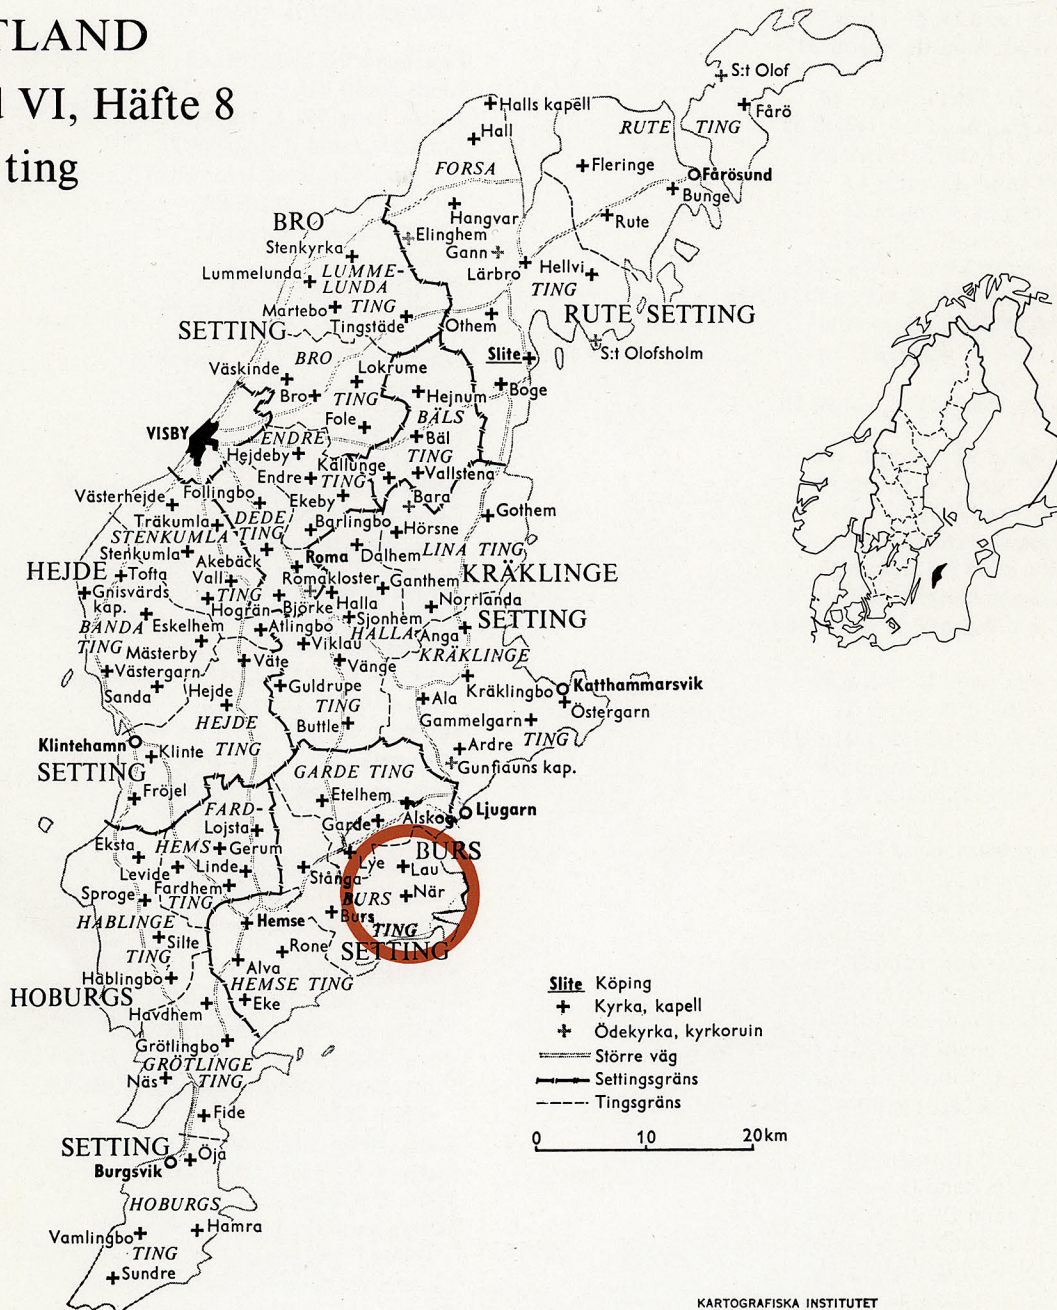 TLAND
VI, Häfte 8
ting
S:t Olof
Fårö
Halls kapell
Hall
RUTE TING
FORSA
Fleringe
Fårösund
Bunge
Hangvar
Rute
BRO
Elinghem
Stenkyrka
Gann
Lärbro
Hellvi
Lummelunda
LUMME-
LUNDA
TING
TING
Martebo
Tingstäde
Othem
RUTE SETTING
SETTING
S:t Olofsholm
Slite
BRO
Väskinde
Lokrume
Bro
TING
Hejnum
Boge
Fole
BÄLS
VISBY
ENDRE
Bäl
Hejdeby
TING
Källunge
Endre
TING
Vallstena
Västerhejde
Follingbo
Ekeby
Bara
Träkumla
DEDE
Barlingbo
Hörsne
Gothem
STENKUMLA
TING
Stenkumla
Akebäck
Roma
Dalhem
LINA TING
HEJDE
Tofta
Vall
Romakloster
Ganthem
KRÄKLINGE
Gnisvärds
kap.
TING
Hogrän
Björke
Halla
Norrlanda
SETTING
BANDA
Eskelhem
Atlingbo
Sjonhem
HALLA
Anga
TING
Mästerby
Viklau
KRÄKLINGE
Västergarn
Väte
Vänge
Sanda
Hejde
Guldrupe
Ala
Kräklingbo
Katthammarsvik
TING
Östergarn
HEJDE
Buttle
Gammelgarn
Klintehamn
Klinte
TING
Ardre
TING
SETTING
GARDE TING
Gunfiauns kap.
Fröjel
Etelhem
FARD-
Garde
Alskog
Ljugarn
Lojsta
Eksta
HEMS
Gerum
BURS
Levide
Linde
Stånga
Lye
Lau
Sproge
Fardhem
När
TING
BURS
HABLINGE
Hemse
Burs
TING
Silte
Rone
SETTING
TING
Alva
Häblingbo
HEMSE TING
HOBURGS
Havdhem
Eke
Grötlingbo
GRÖTLINGE
Näs
TING
Fide
SETTING
Öja
Burgsvik
HOBURGS
Vamlingbo
Hamra
TING
Sundre
Slite Köping
Kyrka, kapell
Ödekyrka, kyrkoruin
Större väg
Settingsgräns
Tingsgräns
0 10 20km
KARTOGRAFISKA INSTITUTET